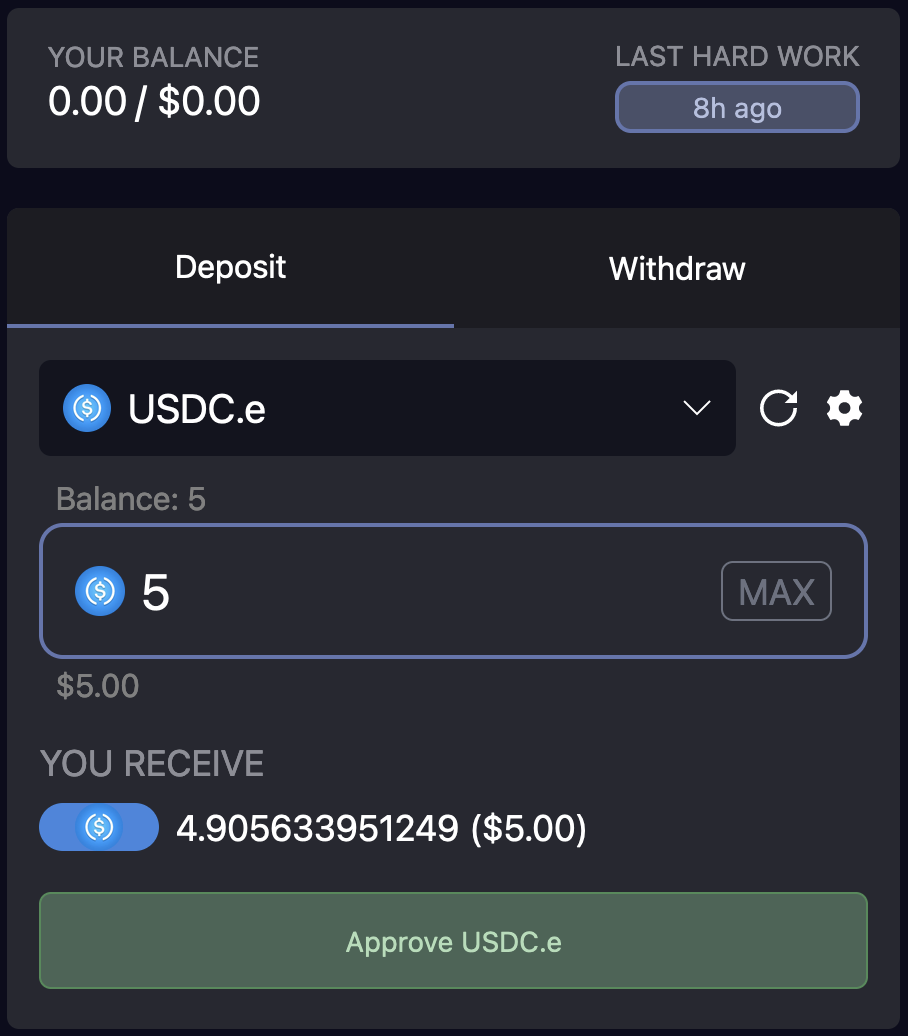 YOUR BALANCE
0.00 / $0.00
LAST HARD WORK
8h ago
Deposit
Withdraw
USDC.e
Balance: 5
5
MAX
$5.00
YOU RECEIVE
4.905633951249 ($5.00)
Approve USDC.e